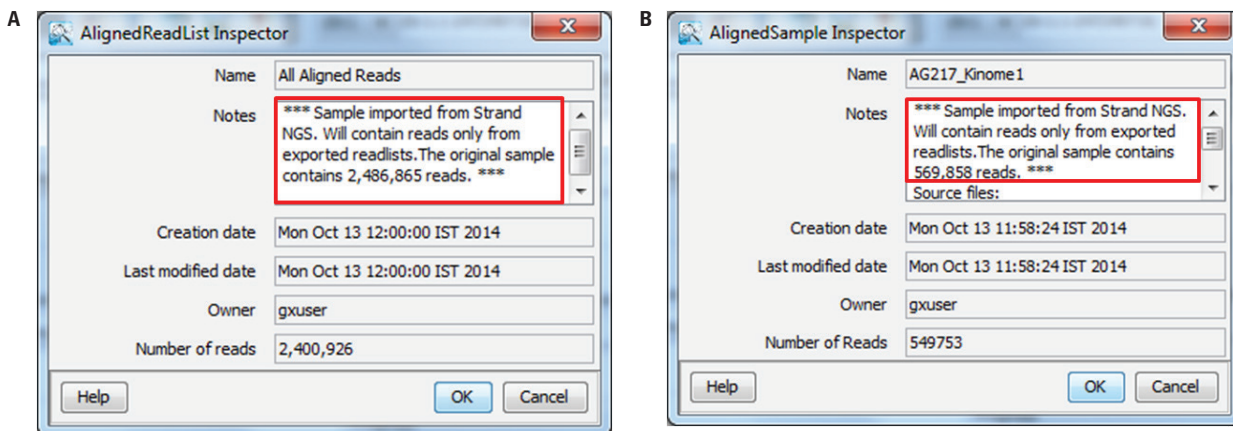 A
AlignedReadList Inspector
Name All Aligned Reads
Notes *** Sample imported from Strand
NGS. Will contain reads only from
exported readlists.The original sample
contains 2,486,865 reads. ***
Creation date Mon Oct 13 12:00:00 IST 2014
Last modified date Mon Oct 13 12:00:00 IST 2014
Owner gxuser
Number of reads 2,400,926
Help OK Cancel
B
AlignedSample Inspector
Name AG217_Kinome1
Notes *** Sample imported from Strand NGS.
Will contain reads only from exported
readlists.The original sample contains
569,858 reads. ***
Source files:
Creation date Mon Oct 13 11:58:24 IST 2014
Last modified date Mon Oct 13 11:58:24 IST 2014
Owner gxuser
Number of Reads 549753
Help OK Cancel